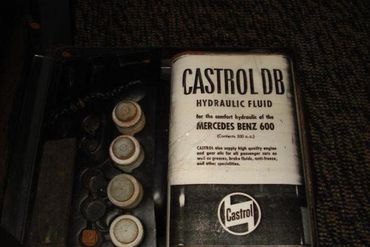 CASTROL DB
HYDRAULIC FLUID
for the comfort hydraulic of the
MERCEDES BENZ 600
(Contents 500 c.c.)
CASTROL also supply high quality engine
and gear oils for all passenger cars as
well as greases, brake fluids, anti-freeze,
and other specialities.
Castrol